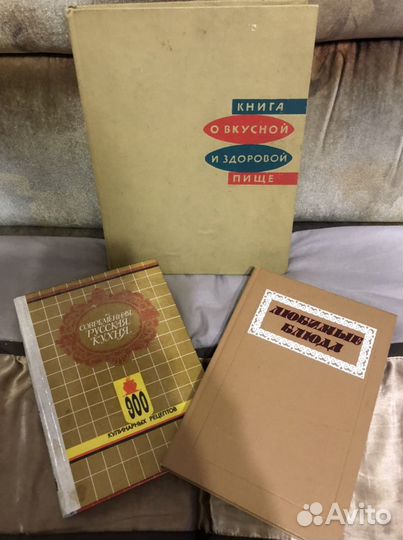 КНИГА
О ВКУСНОЙ
И ЗДОРОВОЙ
ПИЩЕ
СОВРЕМЕННАЯ
РУССКАЯ
КУХНЯ
900
КУЛИНАРНЫХ РЕЦЕПТОВ
ЛЮБИМЫЕ
БЛЮДА
Avito